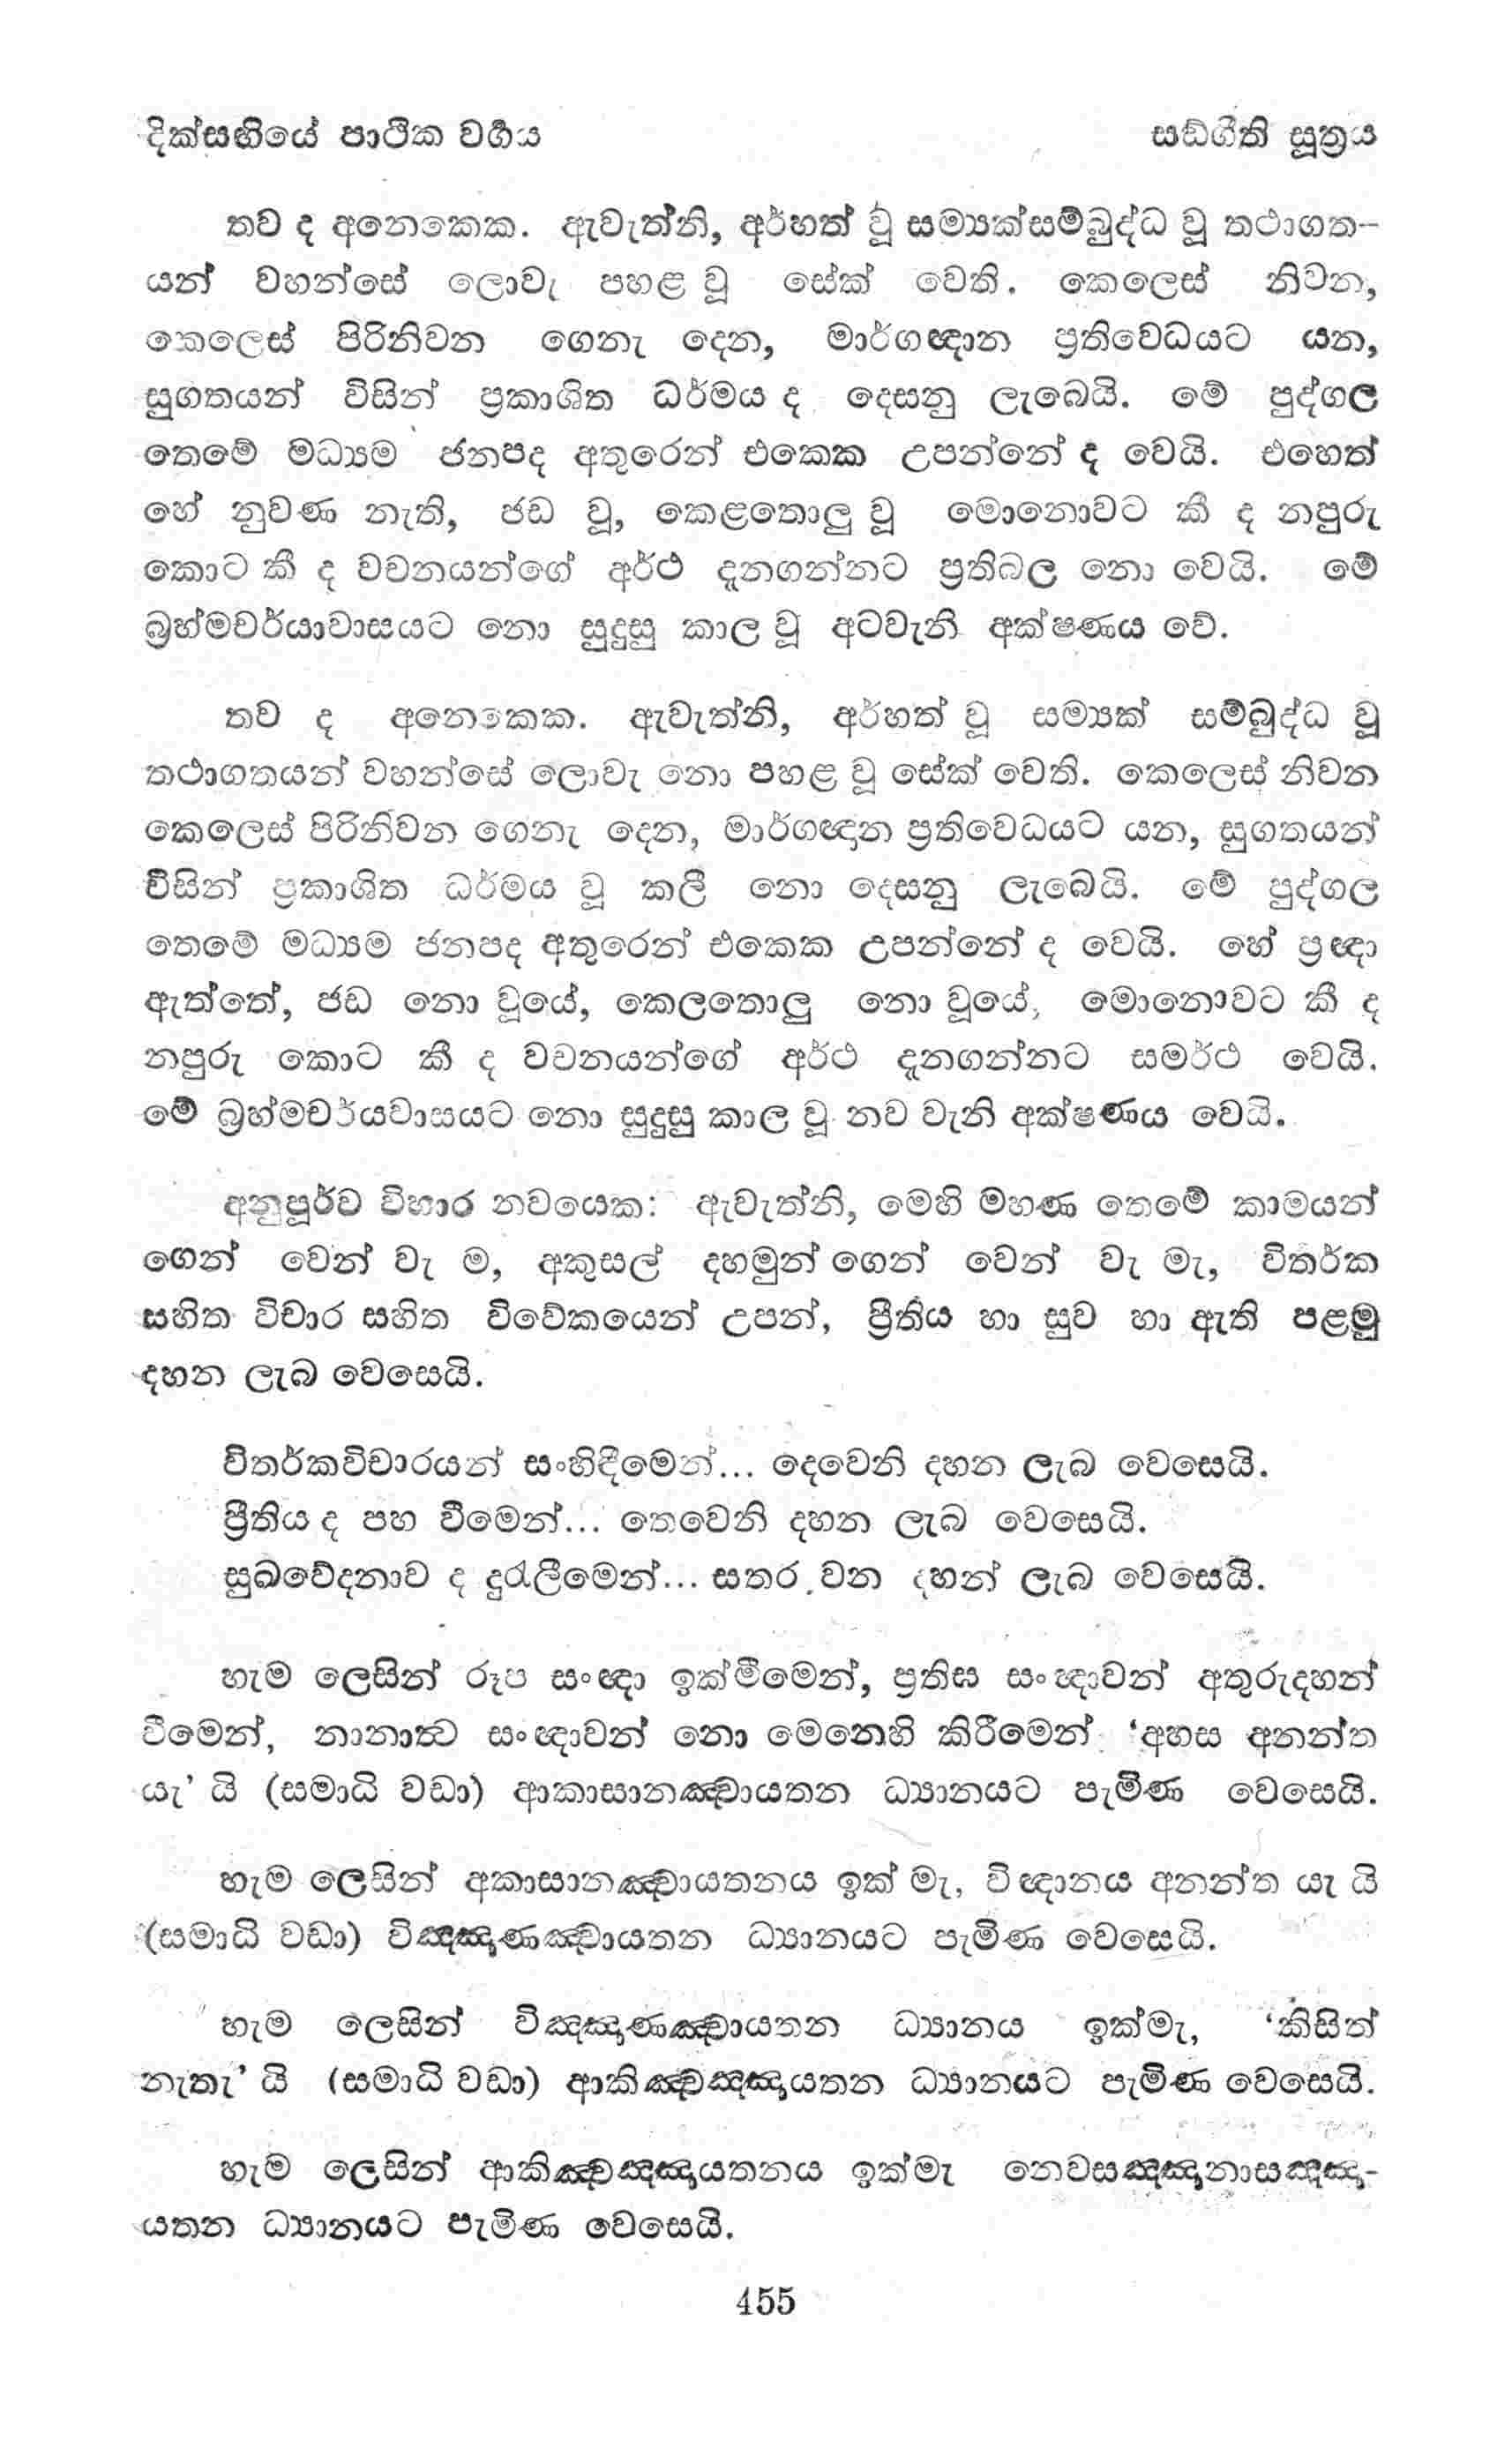 දික්සඟියේ පාථික වර්‍ගය
සඬ්ගීති සූත්‍රය
තව ද අනෙකෙක. ඇවැත්නි, අර්හත් වූ සම්‍යක්සම්බුද්ධ වූ තථාගත-
යන් වහන්සේ ලොවැ පහළ වූ සේක් වෙති. කෙලෙස් නිවන,
කෙලෙස් පිරිනිවන ගෙනැ දෙන, මාර්ගඥාන ප්‍රතිවෙධයට යන,
සුගතයන් විසින් ප්‍රකාශිත ධර්මය ද දෙසනු ලැබෙයි. මේ පුද්ගල
තෙමේ මධ්‍යම ජනපද අතුරෙන් එකෙක උපන්නේ ද වෙයි. එහෙත්
හේ නුවණ නැති, ජඩ වූ, කෙළතොලු වූ මොනොවට කී ද නපුරු
කොට කී ද වචනයන්ගේ අර්ථ දැනගන්නට ප්‍රතිබල නො වෙයි. මේ
බ්‍රහ්මචර්යාවාසයට නො සුදුසු කාල වූ අටවැනි අක්ෂණය වේ.
තව ද අනෙකෙක. ඇවැත්නි, අර්හත් වූ සම්‍යක් සම්බුද්ධ වූ
තථාගතයන් වහන්සේ ලොවැ නො පහළ වූ සේක් වෙති. කෙලෙස් නිවන
කෙලෙස් පිරිනිවන ගෙනැ දෙන, මාර්ගඥාන ප්‍රතිවෙධයට යන, සුගතයන්
විසින් ප්‍රකාශිත ධර්මය වූ කලී නො දෙසනු ලැබෙයි. මේ පුද්ගල
තෙමේ මධ්‍යම ජනපද අතුරෙන් එකෙක උපන්නේ ද වෙයි. හේ ප්‍රඥා
ඇත්තේ, ජඩ නො වූයේ, කෙලතොලු නො වූයේ, මොනොවට කී ද
නපුරු කොට කී ද වචනයන්ගේ අර්ථ දැනගන්නට සමර්ථ වෙයි.
මේ බ්‍රහ්මචර්යවාසයට නො සුදුසු කාල වූ නව වැනි අක්ෂණය වෙයි.
අනුපූර්ව විහාර නවයෙක: ඇවැත්නි, මෙහි මහණ තෙමේ කාමයන්
ගෙන් වෙන් වැ ම, අකුසල් දහමුන් ගෙන් වෙන් වැ මැ, විතර්ක
සහිත විචාර සහිත විවේකයෙන් උපන්, ප්‍රීතිය හා සුව හා ඇති පළමු
දහන ලැබ වෙසෙයි.
විතර්කවිචාරයන් සංහිඳීමෙන්... දෙවෙනි දහන ලැබ වෙසෙයි.
ප්‍රීතිය ද පහ වීමෙන්... තෙවෙනි දහන ලැබ වෙසෙයි.
සුඛවේදනාව ද දුරැලීමෙන්... සතර වන දහන් ලැබ වෙසෙයි.
හැම ලෙසින් රූප සංඥා ඉක්මීමෙන්, ප්‍රතිඝ සංඥාවන් අතුරුදහන්
වීමෙන්, නානාත්‍ව සංඥාවන් නො මෙනෙහි කිරීමෙන් ‘අහස අනන්ත
යැ’ යි (සමාධි වඩා) ආකාසානඤ්චායතන ධ්‍යානයට පැමිණ වෙසෙයි.
හැම ලෙසින් අකාසානඤ්චායතනය ඉක් මැ, විඥානය අනන්ත යැ යි
(සමාධි වඩා) විඤ්ඤාණඤ්චායතන ධ්‍යානයට පැමිණ වෙසෙයි.
හැම ලෙසින් විඤ්ඤාණඤ්චායතන ධ්‍යානය ඉක්මැ, ‘කිසිත්
නැතැ’ යි (සමාධි වඩා) ආකිඤ්චඤ්ඤායතන ධ්‍යානයට පැමිණ වෙසෙයි.
හැම ලෙසින් ආකිඤ්චඤ්ඤායතනය ඉක්මැ නෙවසඤ්ඤානාසඤ්ඤා-
යතන ධ්‍යානයට පැමිණ වෙසෙයි.
455